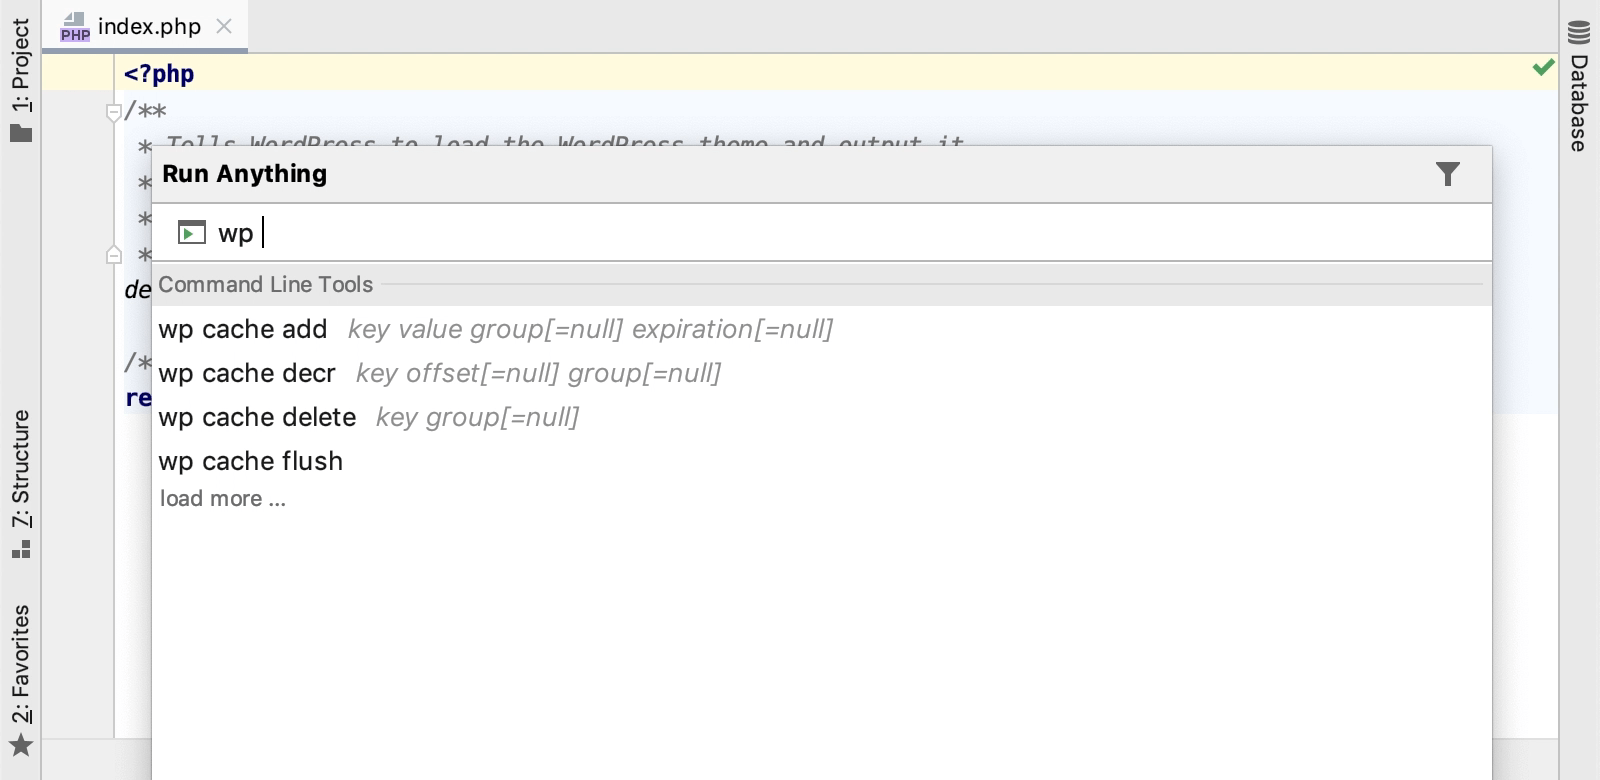 1: Project
PHP index.php
Database
<?php
/**
* Tells WordPress to load the WordPress theme and output it
*
*
*
de
/*
re
Run Anything
wp
Command Line Tools
wp cache add key value group[=null] expiration[=null]
wp cache decr key offset[=null] group[=null]
wp cache delete key group[=null]
wp cache flush
load more ...
7: Structure
2: Favorites